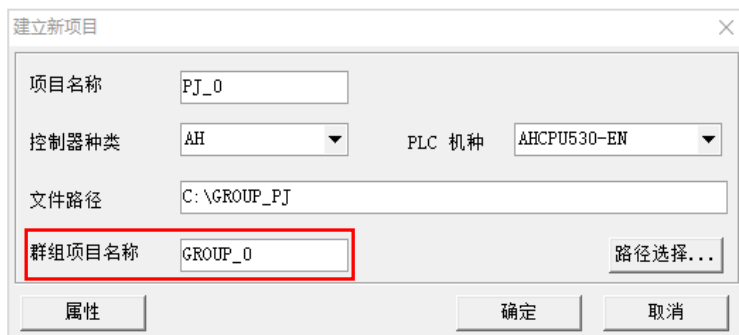 建立新项目
项目名称 PJ_0
控制器种类 AH PLC 机种 AHCPU530-EN
文件路径 C:\GROUP_PJ
群组项目名称 GROUP_0 路径选择...
属性 确定 取消